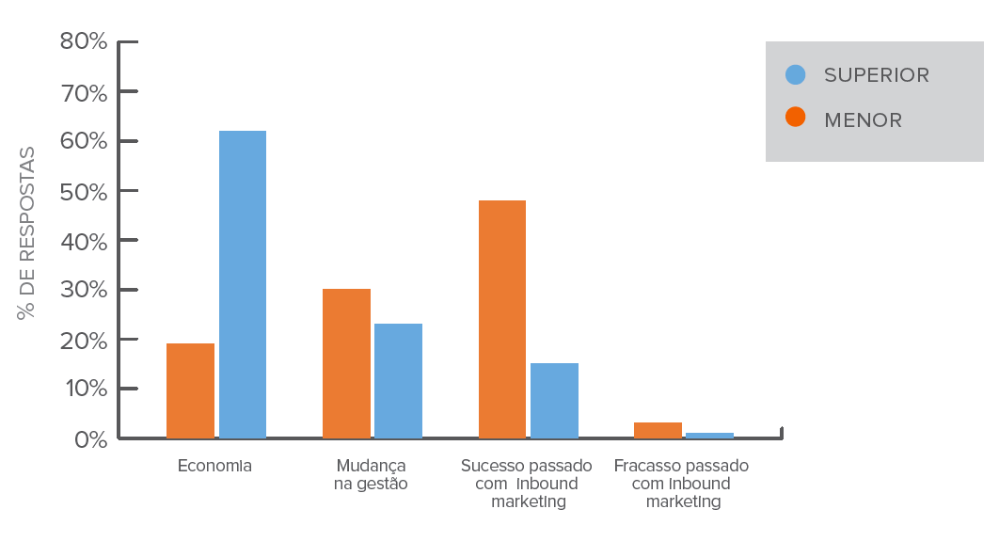 80%
70%
60%
50%
40%
30%
20%
10%
0%
% DE RESPOSTAS
SUPERIOR
MENOR
Economia
Mudança
na gestão
Sucesso passado
com inbound
marketing
Fracasso passado
com inbound
marketing